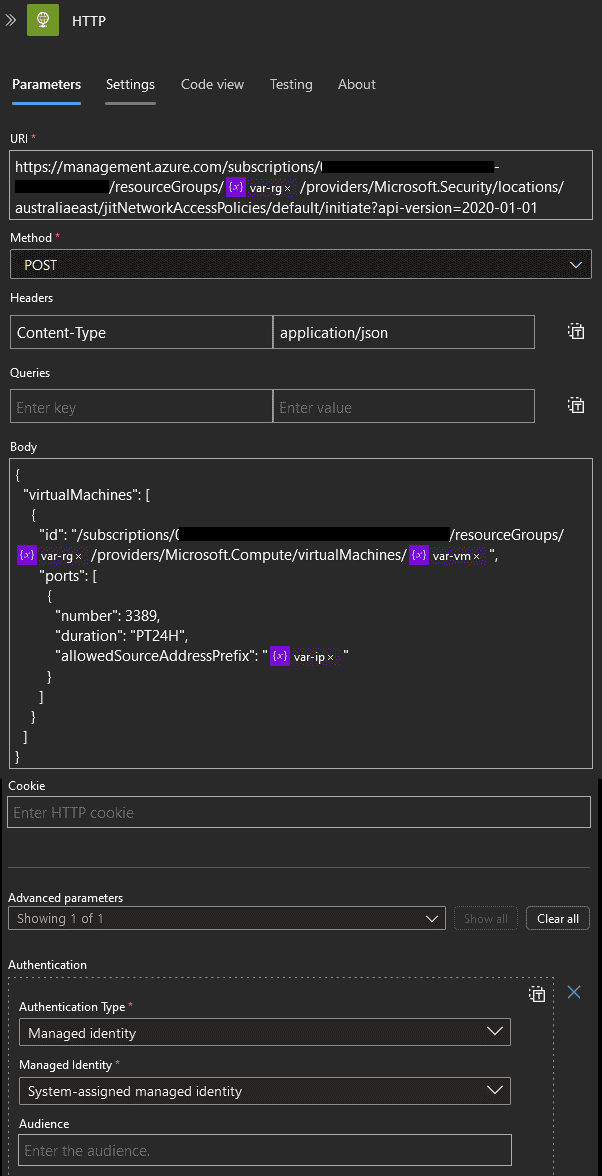 HTTP
Parameters Settings Code view Testing About
URI *
https://management.azure.com/subscriptions/ -
/resourceGroups/ {x} var-rg × /providers/Microsoft.Security/locations/
australiaeast/jitNetworkAccessPolicies/default/initiate?api-version=2020-01-01
Method *
POST
Headers
Content-Type application/json
Queries
Enter key Enter value
Body
{
"virtualMachines": [
{
"id": "/subscriptions/ /resourceGroups/
{x} var-rg × /providers/Microsoft.Compute/virtualMachines/ {x} var-vm × ",
"ports": [
{
"number": 3389,
"duration": "PT24H",
"allowedSourceAddressPrefix": " {x} var-ip × "
}
]
}
]
}
Cookie
Enter HTTP cookie
Advanced parameters
Showing 1 of 1 Show all Clear all
Authentication
Authentication Type *
Managed identity
Managed Identity *
System-assigned managed identity
Audience
Enter the audience.